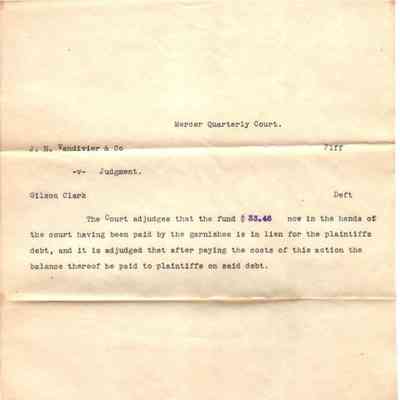 Mercer Quarterly Court.
J. H. Vandivier & Co Plff
-v- Judgment.
Gilson Clark Deft
The Court adjudges that the fund $ 33.46 now in the hands of
the court having been paid by the garnishee is in lien for the plaintiffs
debt, and it is adjudged that after paying the costs of this action the
balance thereof be paid to plaintiffs on said debt.